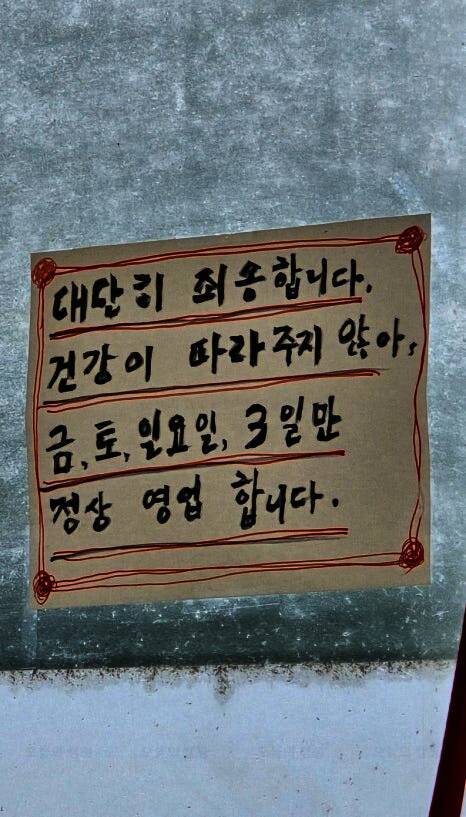 대단히 죄송합니다.
건강이 따라주지 않아,
금,토,일요일, 3일만
정상 영업 합니다.